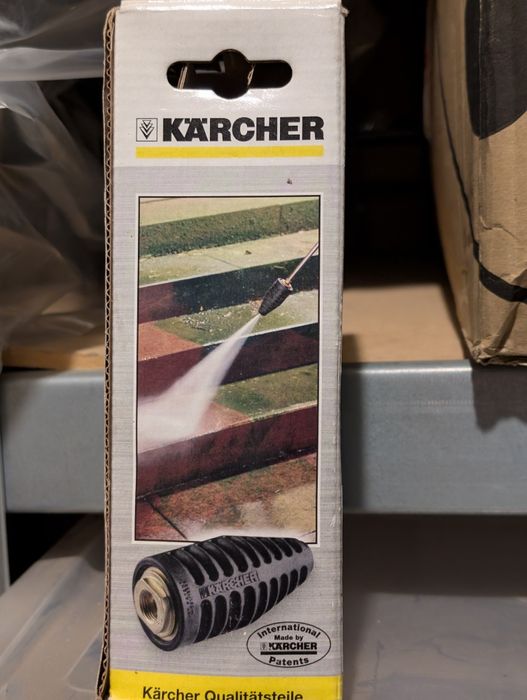 KÄRCHER
KÄRCHER
International
Made by
KÄRCHER
Patents
Kärcher Qualitätsteile